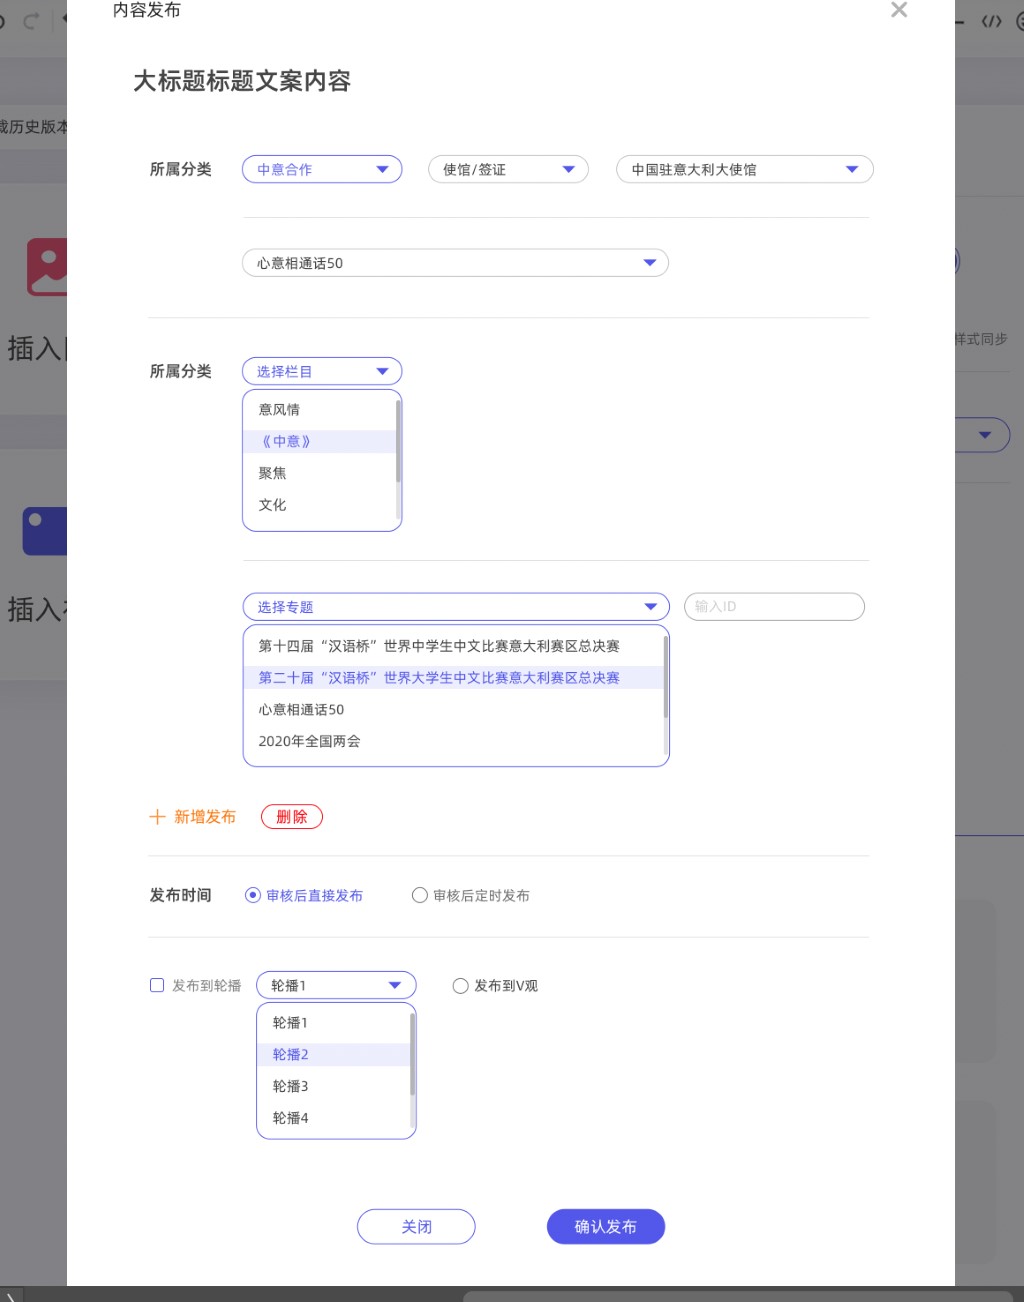 内容发布
</>
大标题标题文案内容
载历史版本
所属分类 中意合作 使馆/签证 中国驻意大利大使馆
心意相通话50
样式同步
插入
所属分类 选择栏目
意风情
《中意》
聚焦
文化
选择专题 输入ID
插入
第十四届“汉语桥”世界中学生中文比赛意大利赛区总决赛
第二十届“汉语桥”世界大学生中文比赛意大利赛区总决赛
心意相通话50
2020年全国两会
新增发布 删除
发布时间 审核后直接发布 审核后定时发布
发布到轮播 轮播1 发布到V观
轮播1
轮播2
轮播3
轮播4
关闭 确认发布